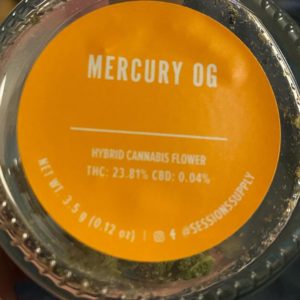 MERCURY OG
HYBRID CANNABIS FLOWER
THC: 23.81% CBD: 0.04%
NET WT. 3.5 g (0.12 oz) | @SESSIONSSUPPLY